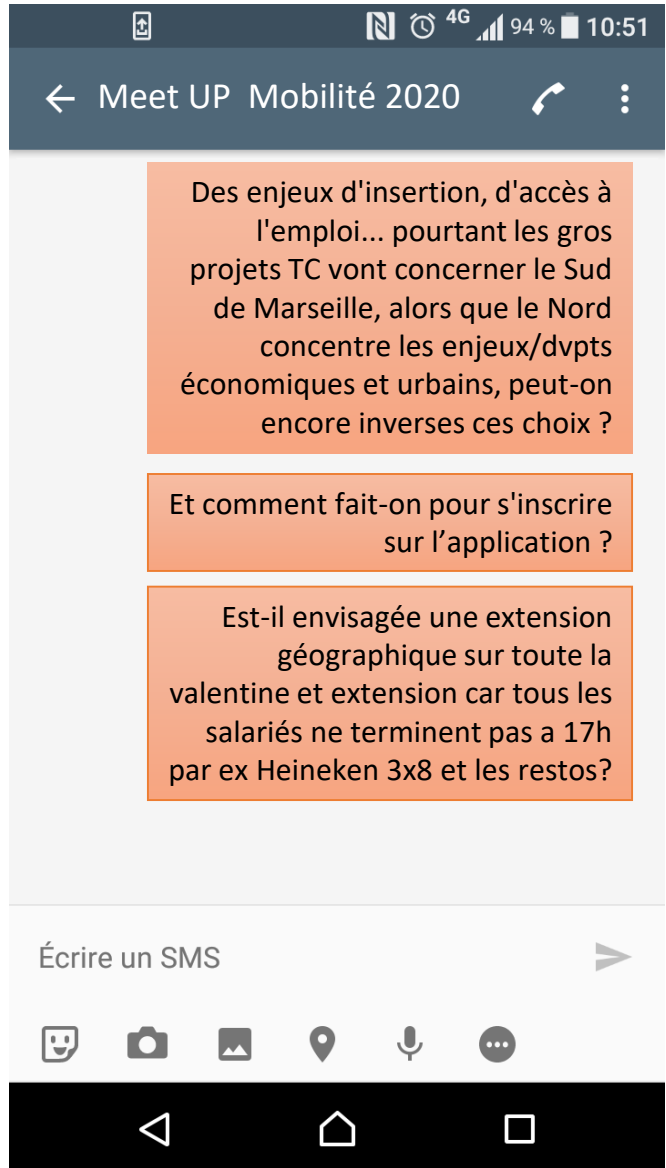 4G 94 % 10:51
Meet UP Mobilité 2020
Des enjeux d'insertion, d'accès à
l'emploi... pourtant les gros
projets TC vont concerner le Sud
de Marseille, alors que le Nord
concentre les enjeux/dvpts
économiques et urbains, peut-on
encore inverses ces choix ?
Et comment fait-on pour s'inscrire
sur l’application ?
Est-il envisagée une extension
géographique sur toute la
valentine et extension car tous les
salariés ne terminent pas a 17h
par ex Heineken 3x8 et les restos?
Écrire un SMS